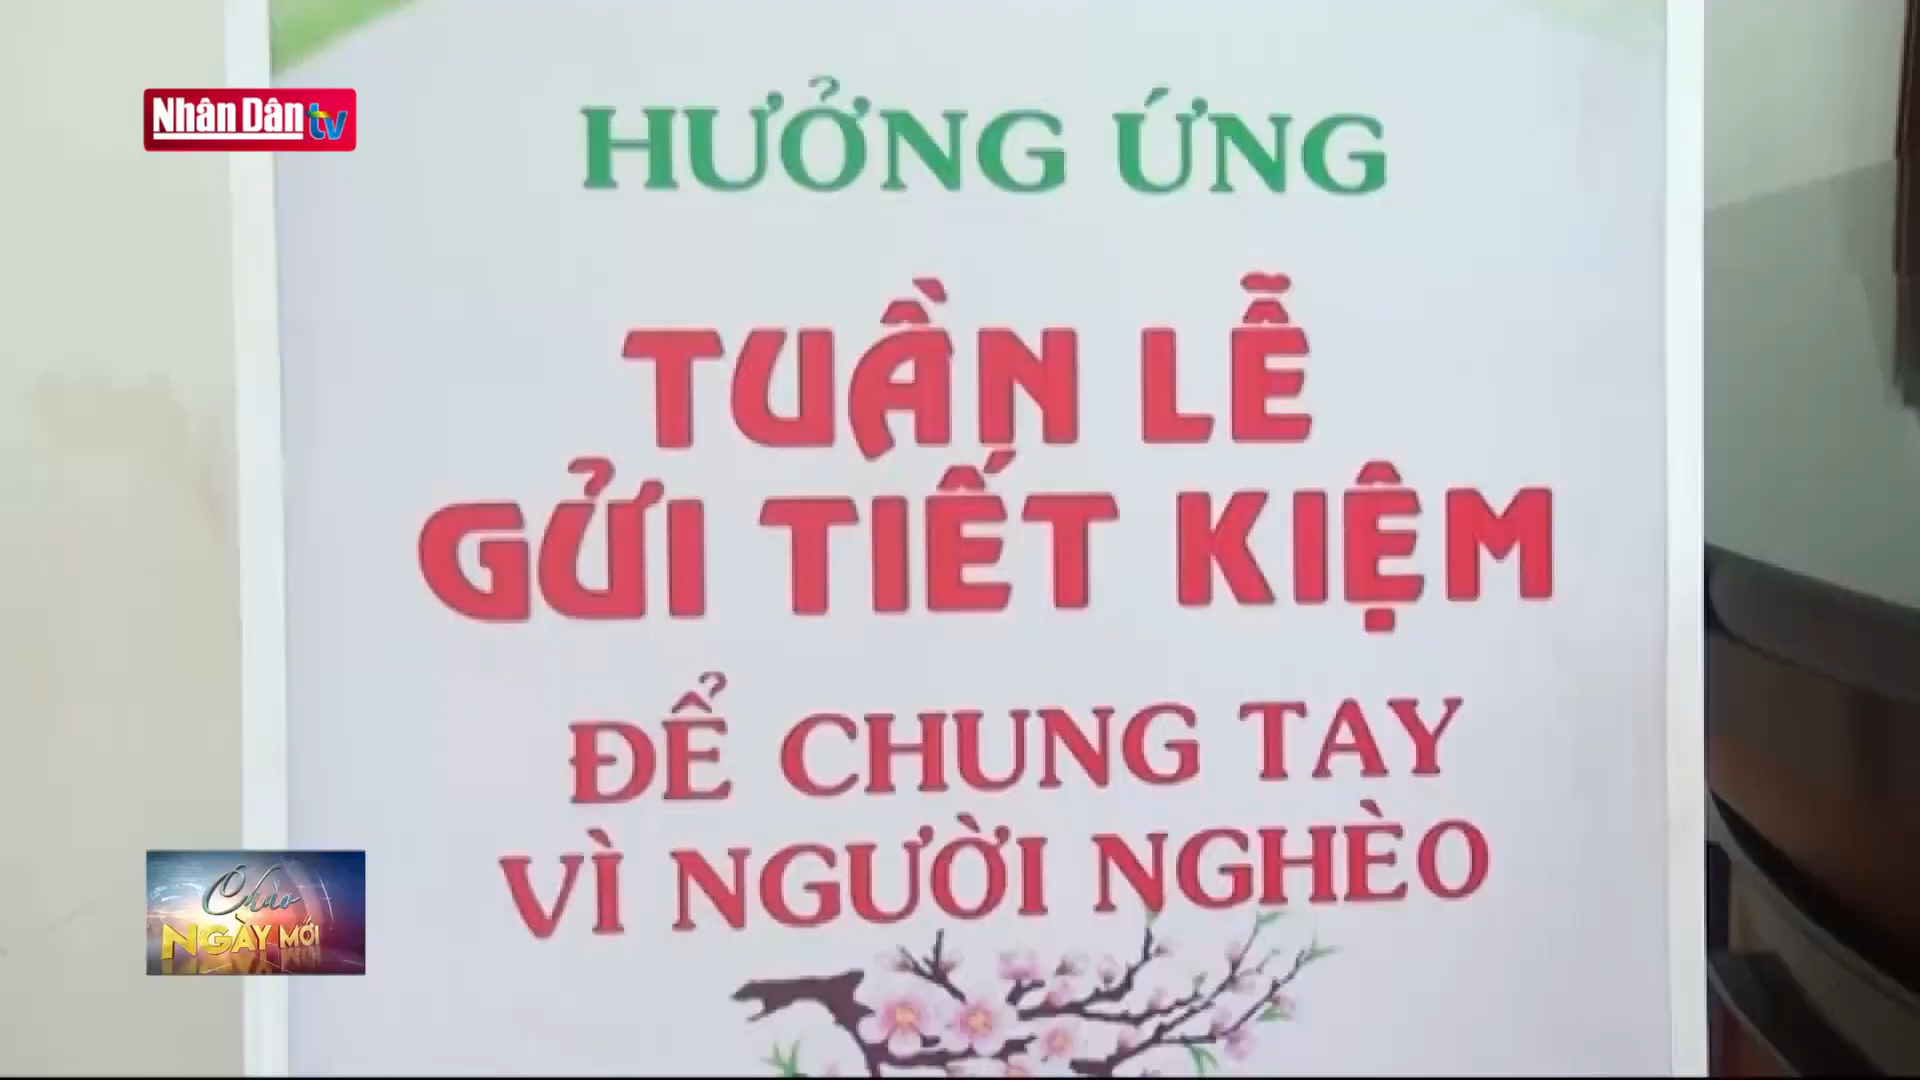 Nhân Dân tv
HƯỞNG ỨNG
TUẦN LỄ
GỬI TIẾT KIỆM
ĐỂ CHUNG TAY
VÌ NGƯỜI NGHÈO
Chào
NGÀY MỚI